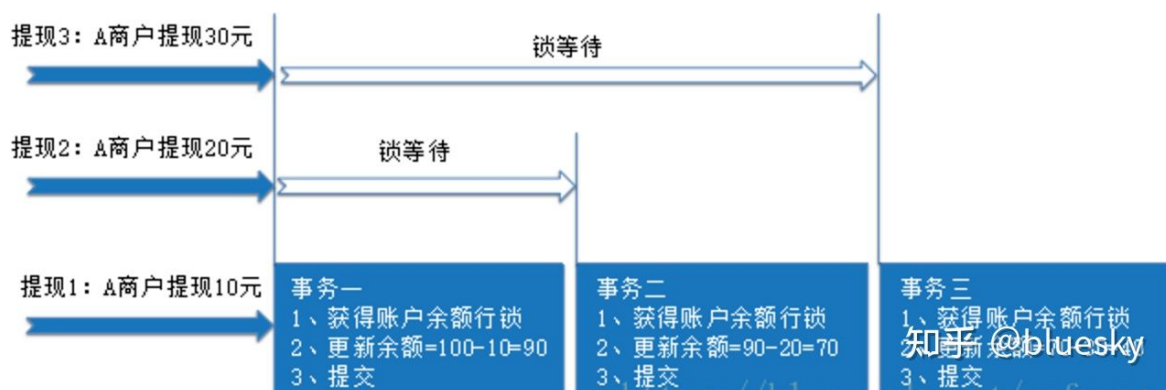 提现3：A商户提现30元
锁等待
提现2：A商户提现20元
锁等待
提现1：A商户提现10元
事务一
1、获得账户余额行锁
2、更新余额=100-10=90
3、提交
事务二
1、获得账户余额行锁
2、更新余额=90-20=70
3、提交
事务三
1、获得账户余额行锁
2、更新余额
3、提交
知乎 @bluesky